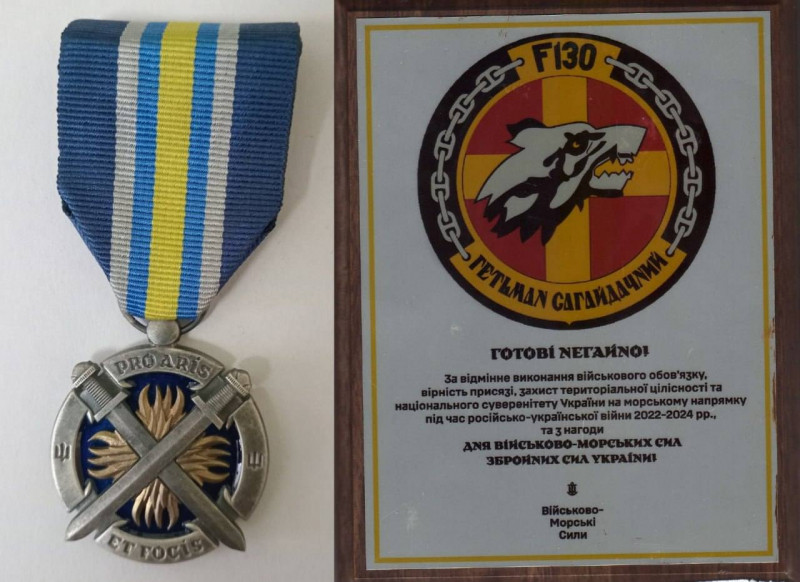 PRO ARIS
ET FOCIS
F130
ГЕТЬМАН САГАЙДАЧНИЙ
ГОТОВІ NЕГАЙNО!
За відмінне виконання військового обов'язку,
вірність присязі, захист територіальної цілісності та
національного суверенітету України на морському напрямку
під час російсько-української війни 2022-2024 рр.,
та з нагоди
ДНЯ ВІЙСЬКОВО-МОРСЬКИХ СИЛ
ЗБРОЙНИХ СИЛ УКРАЇНИ!
Військово-
Морські
Сили